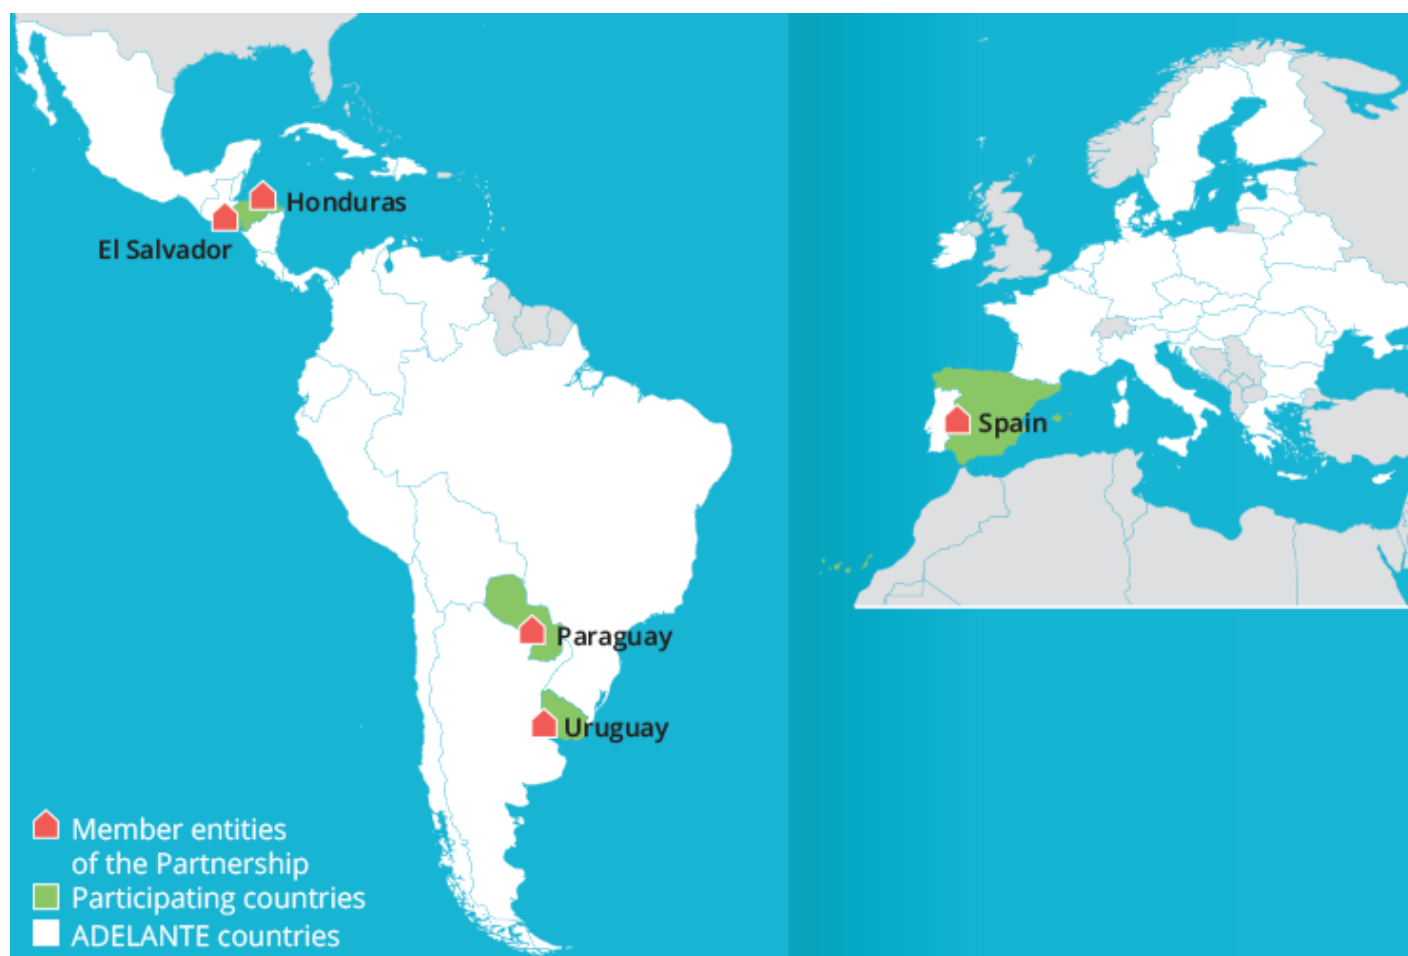 Honduras
El Salvador
Spain
Paraguay
Uruguay
Member entities
of the Partnership
Participating countries
ADELANTE countries